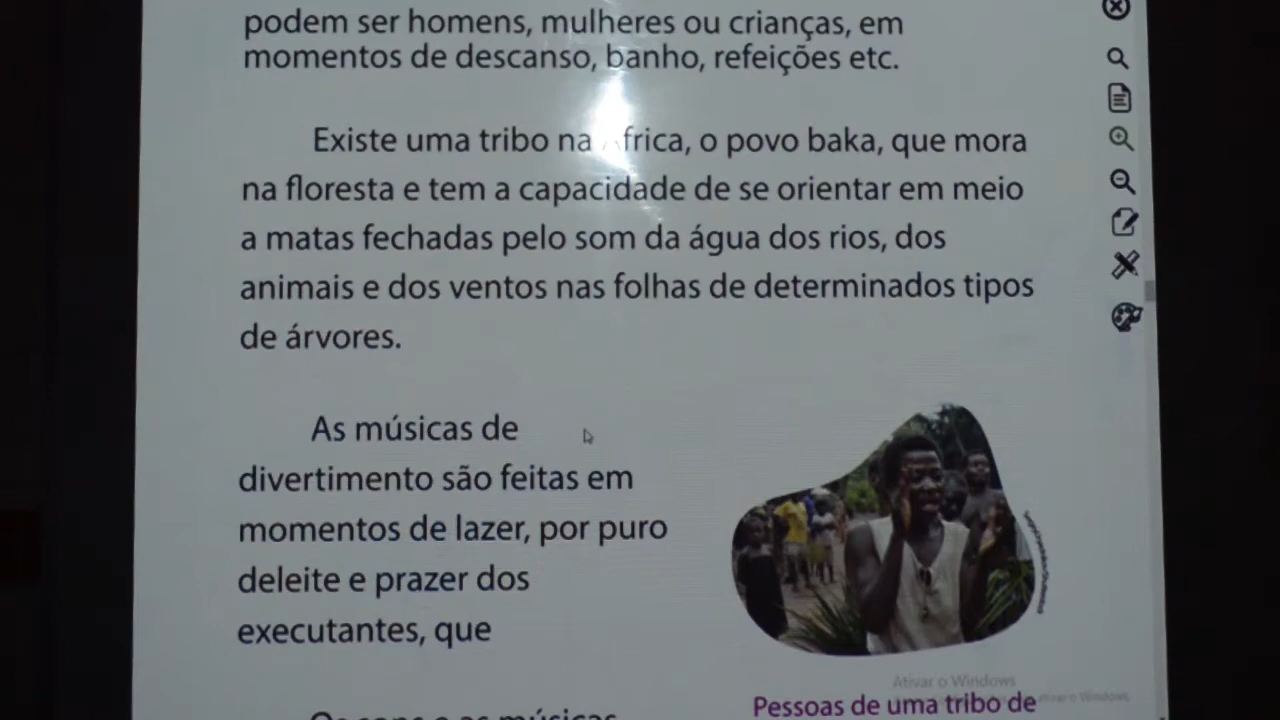 podem ser homens, mulheres ou crianças, em
momentos de descanso, banho, refeições etc.
Existe uma tribo na África, o povo baka, que mora
na floresta e tem a capacidade de se orientar em meio
a matas fechadas pelo som da água dos rios, dos
animais e dos ventos nas folhas de determinados tipos
de árvores.
As músicas de
divertimento são feitas em
momentos de lazer, por puro
deleite e prazer dos
executantes, que
Ativar o Windows
Pessoas de uma tribo de